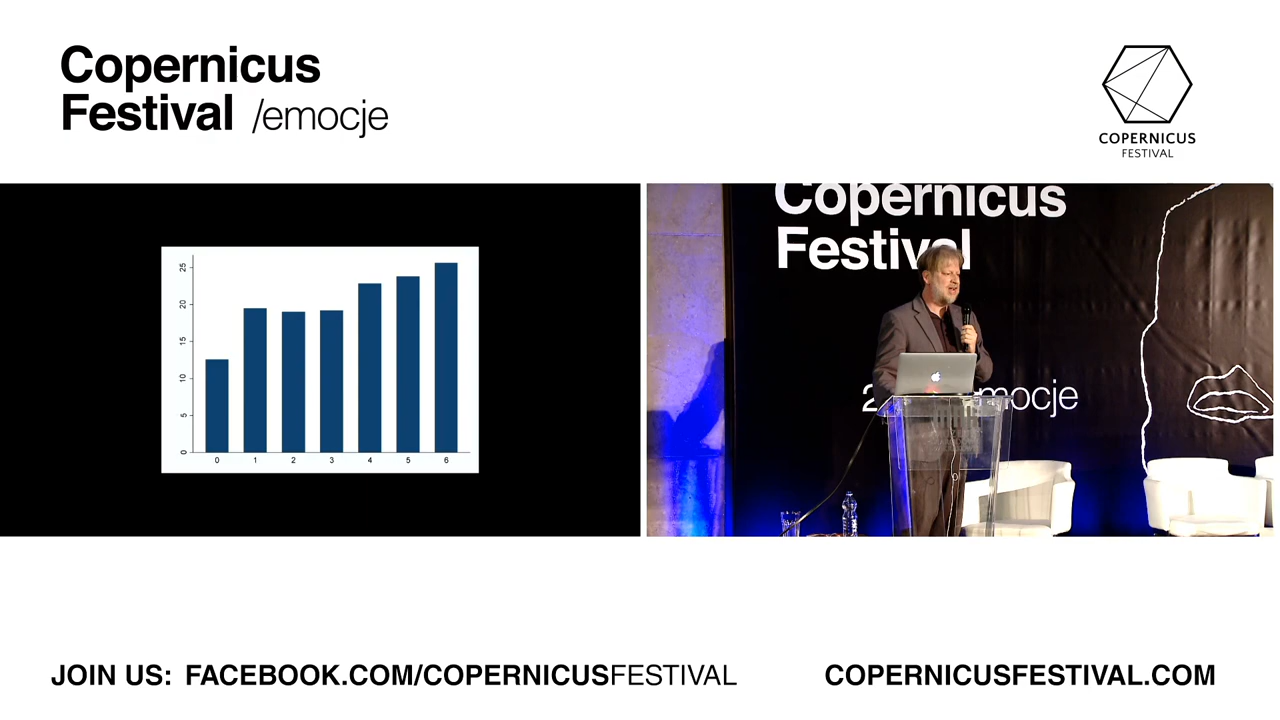 Copernicus
Festival /emocje
COPERNICUS
FESTIVAL
25
20
15
10
5
0
0 1 2 3 4 5 6
Copernicus
Festival
emocje
JOIN US: FACEBOOK.COM/COPERNICUSFESTIVAL
COPERNICUSFESTIVAL.COM